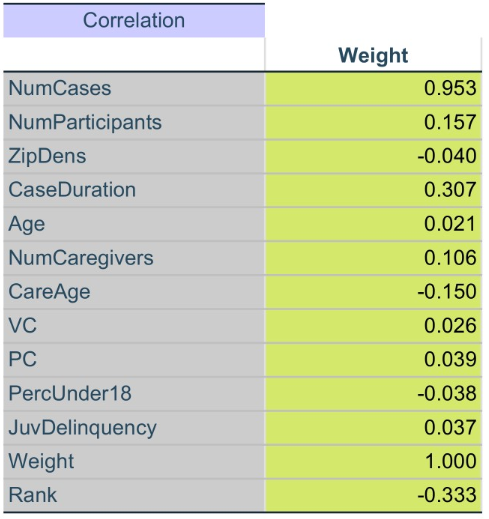 Correlation
Weight
NumCases 0.953
NumParticipants 0.157
ZipDens -0.040
CaseDuration 0.307
Age 0.021
NumCaregivers 0.106
CareAge -0.150
VC 0.026
PC 0.039
PercUnder18 -0.038
JuvDelinquency 0.037
Weight 1.000
Rank -0.333